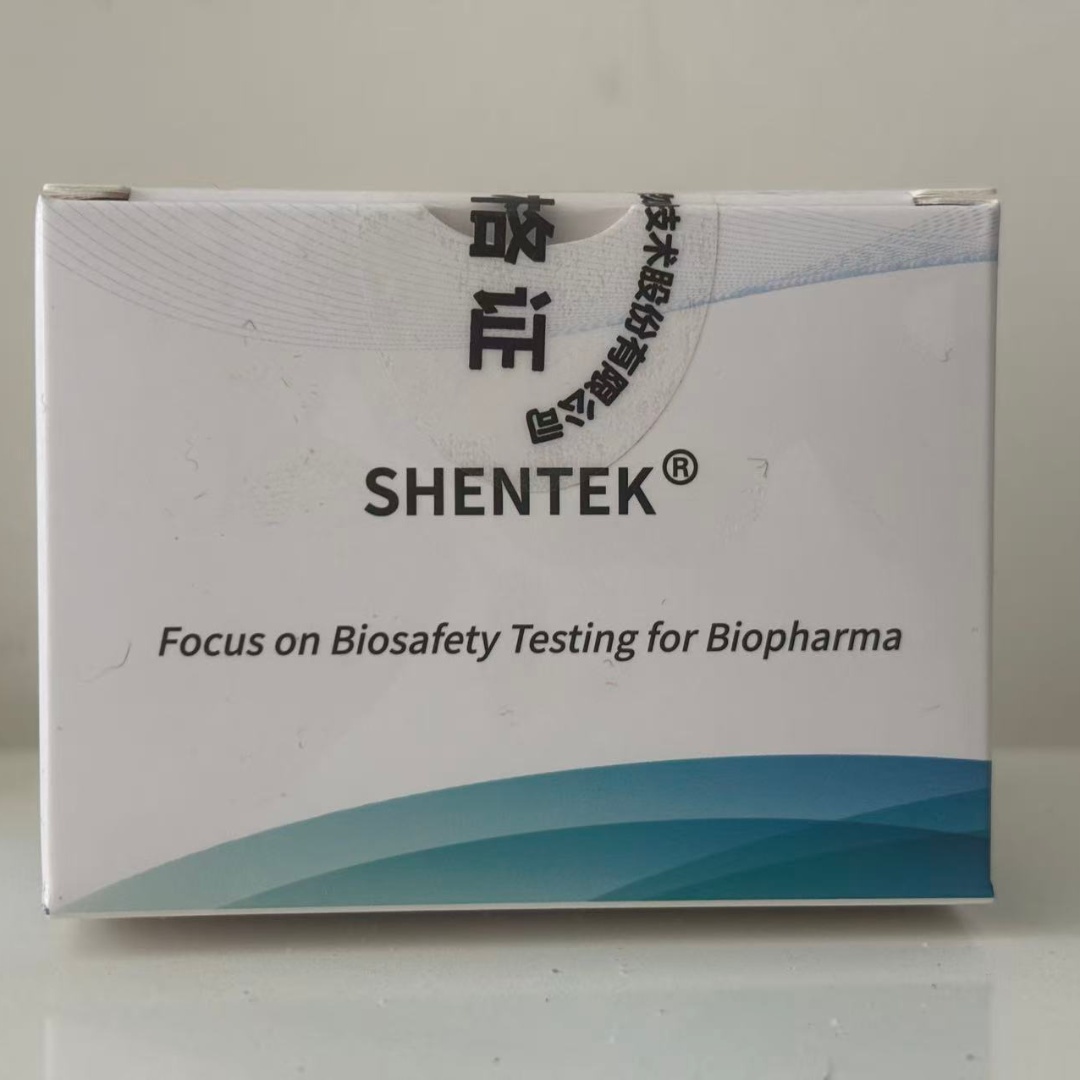 格证
技术股份有限公司
SHENTEK®
Focus on Biosafety Testing for Biopharma